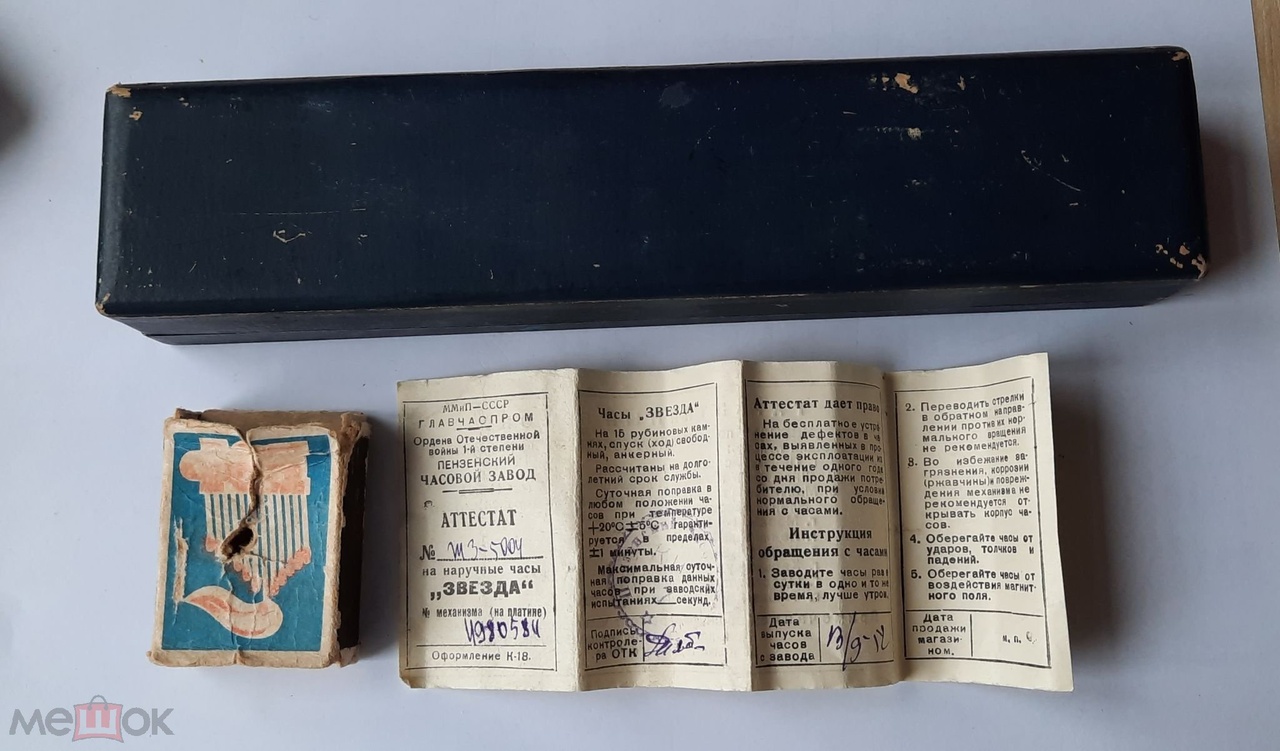 ММиП—СССР
ГЛАВЧАСПРОМ
Ордена Отечественной
войны 1-й степени
ПЕНЗЕНСКИЙ
ЧАСОВОЙ ЗАВОД
АТТЕСТАТ
№
на наручные часы
„ЗВЕЗДА“
№ механизма (на платине)
Оформление К-18.
Часы „ЗВЕЗДА“
На 15 рубиновых кам-
нях, спуск (ход) свобод-
ный, анкерный.
Рассчитаны на долго-
летний срок службы.
Суточная поправка в
любом положении ча-
сов при температуре
+20°С ±5°С гаранти-
руется в пределах
±1 минуты.
Максимальная суточ-
ная поправка данных
часов при заводских
испытаниях секунд.
Подпись
контроле-
ра ОТК
Аттестат дает право
На бесплатное устра
нение дефектов в ча
сах, выявленных в про
цессе эксплоатации их
в течение одного года
со дня продажи потре
бителю, при условии
нормального обраще-
ния с часами.
Инструкция
обращения с часами
1. Заводите часы раз в
сутки в одно и то же
время, лучше утром.
Дата
выпуска
часов
с завода
2. Переводить стрелки
в обратном направ-
лении против их нор-
мального вращения
не рекомендуется.
3. Во избежание за-
грязнения, коррозии
(ржавчины) и повреж-
дения механизма не
рекомендуется от-
крывать корпус ча-
сов.
4. Оберегайте часы от
ударов, толчков и
падений.
5. Оберегайте часы от
воздействия магнит-
ного поля.
Дата
продажи
магази-
ном.
м. п.
мешок